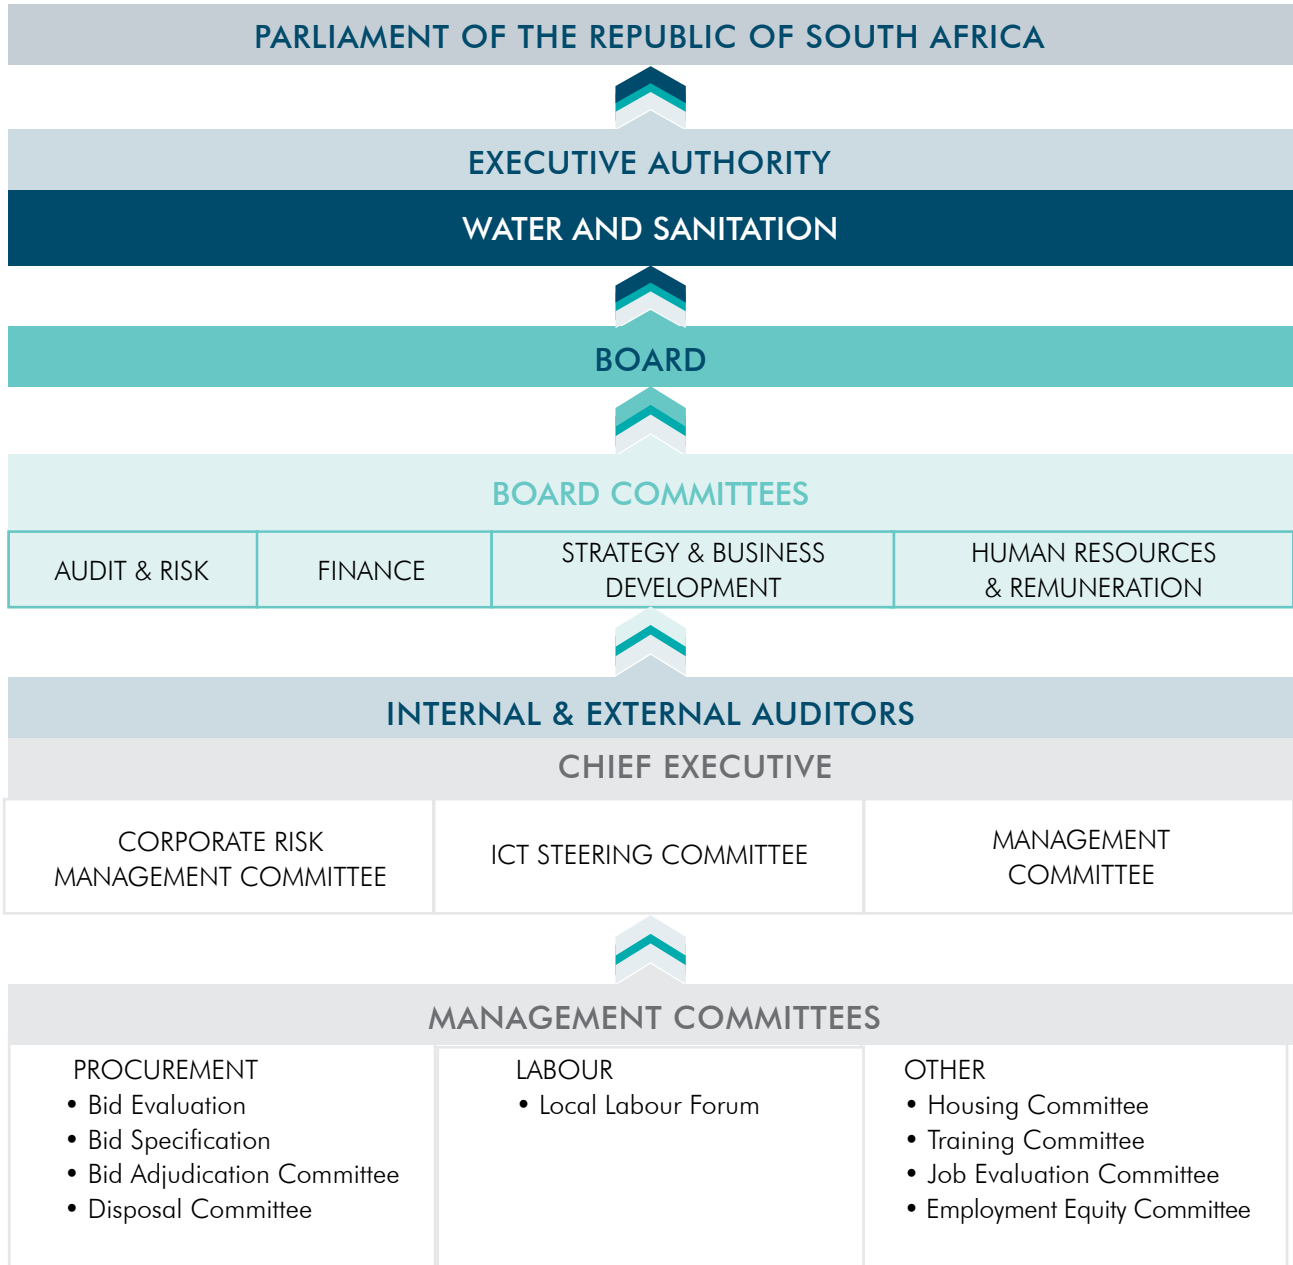 PARLIAMENT OF THE REPUBLIC OF SOUTH AFRICA
EXECUTIVE AUTHORITY
WATER AND SANITATION
BOARD
BOARD COMMITTEES
AUDIT & RISK
FINANCE
STRATEGY & BUSINESS
DEVELOPMENT
HUMAN RESOURCES
& REMUNERATION
INTERNAL & EXTERNAL AUDITORS
CHIEF EXECUTIVE
CORPORATE RISK
MANAGEMENT COMMITTEE
ICT STEERING COMMITTEE
MANAGEMENT
COMMITTEE
MANAGEMENT COMMITTEES
PROCUREMENT
• Bid Evaluation
• Bid Specification
• Bid Adjudication Committee
• Disposal Committee
LABOUR
• Local Labour Forum
OTHER
• Housing Committee
• Training Committee
• Job Evaluation Committee
• Employment Equity Committee